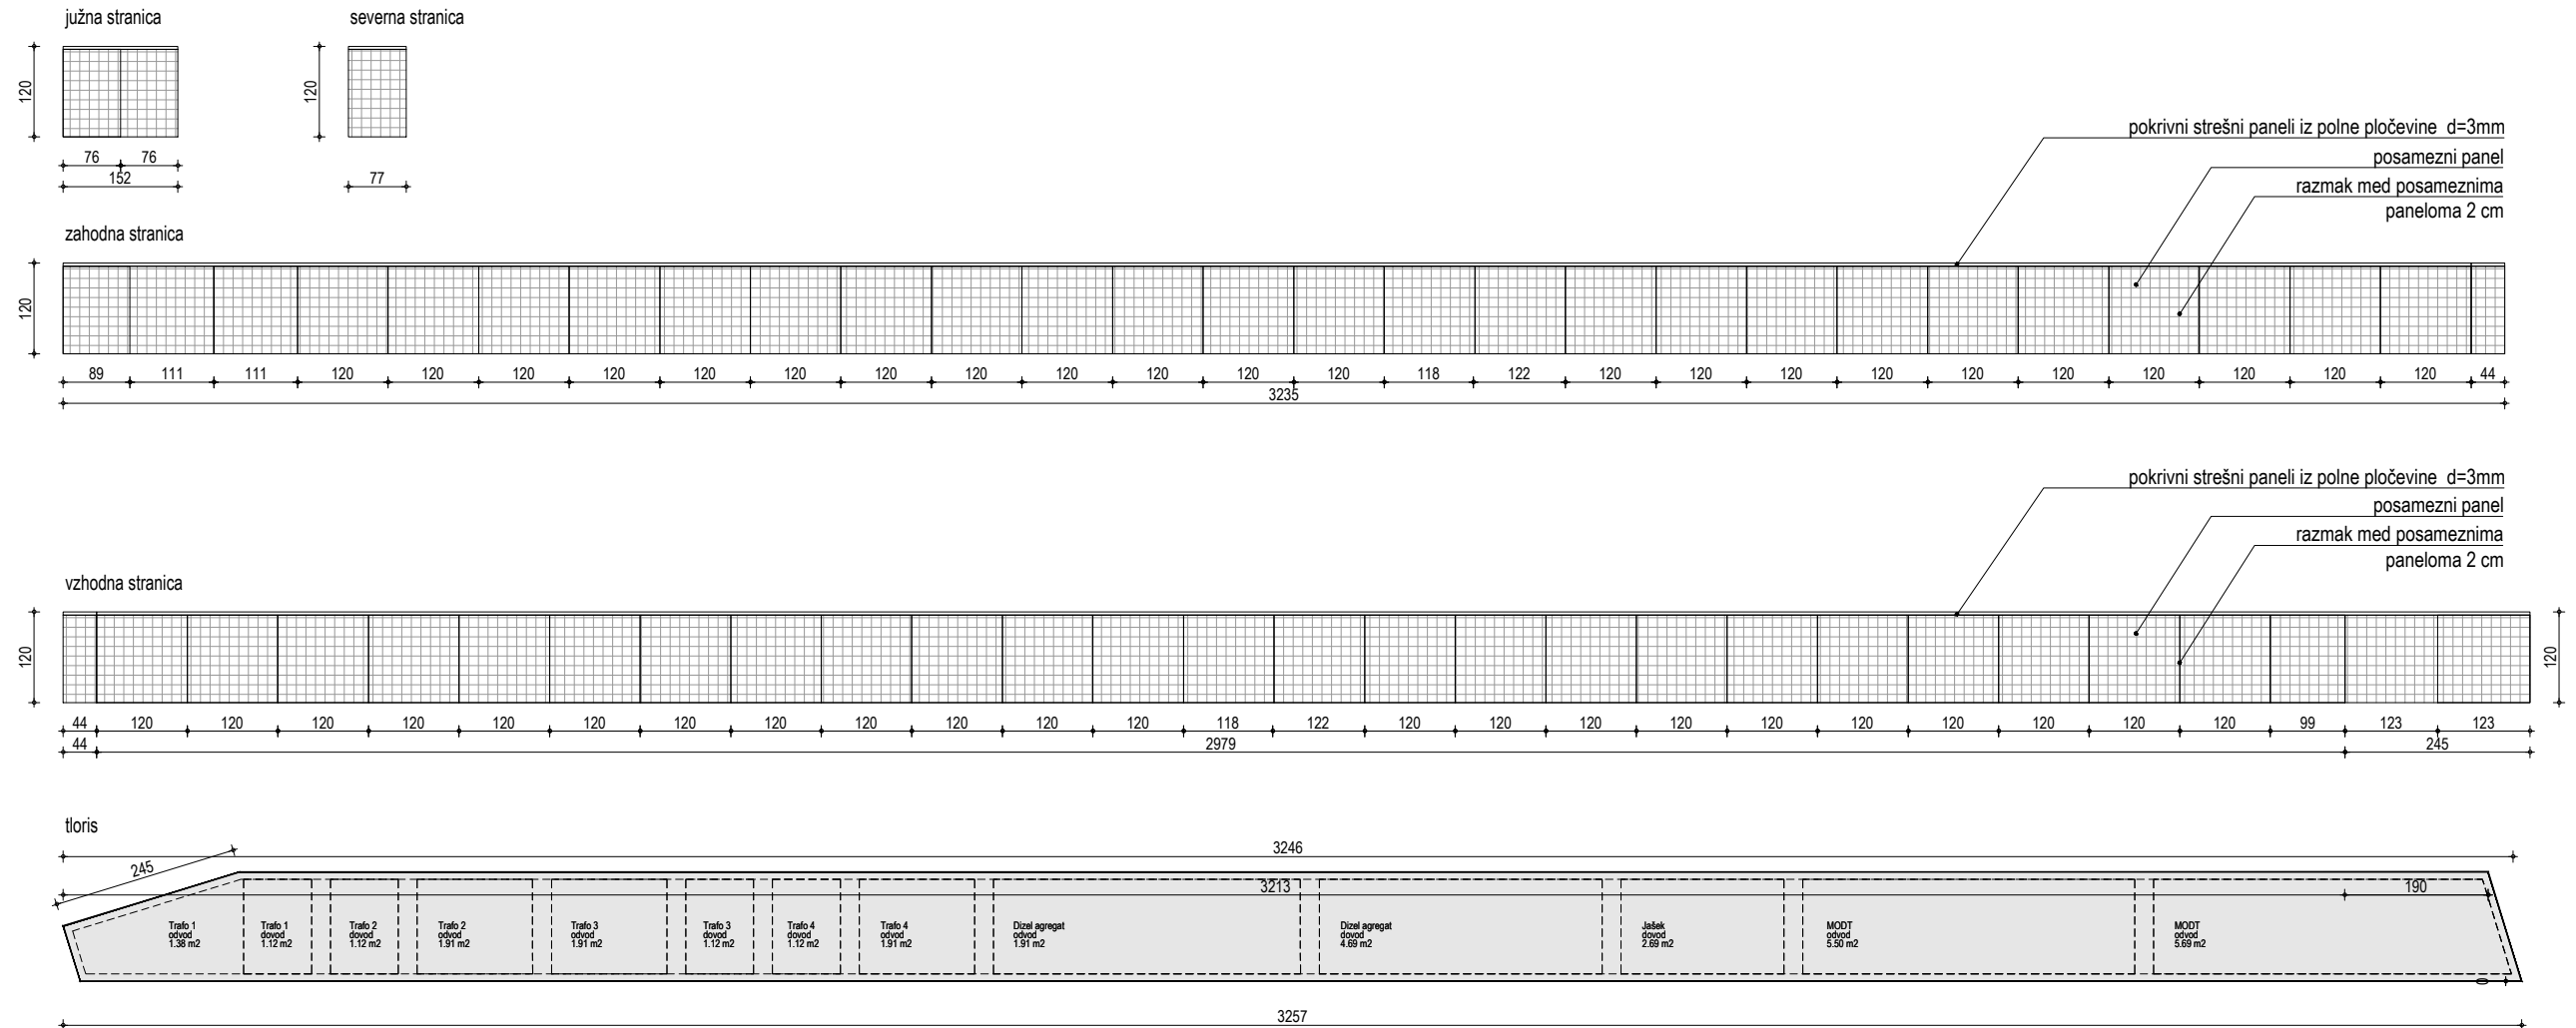 južna stranica
severna stranica
120
120
76 76
152
77
pokrivni strešni paneli iz polne pločevine d=3mm
posamezni panel
razmak med posameznima
paneloma 2 cm
zahodna stranica
120
89 111 111 120 120 120 120 120 120 120 120 120 120 120 120 118 122 120 120 120 120 120 120 120 120 120 120 44
3235
pokrivni strešni paneli iz polne pločevine d=3mm
posamezni panel
razmak med posameznima
paneloma 2 cm
vzhodna stranica
120
120
44 120 120 120 120 120 120 120 120 120 120 120 120 118 122 120 120 120 120 120 120 120 120 120 120 99 123 123
44 2979 245
tloris
3246
245
3213 190
Trafo 1
odvod
1.38 m2
Trafo 1
dovod
1.12 m2
Trafo 2
dovod
1.12 m2
Trafo 2
odvod
1.91 m2
Trafo 3
odvod
1.91 m2
Trafo 3
dovod
1.12 m2
Trafo 4
dovod
1.12 m2
Trafo 4
odvod
1.91 m2
Dizel agregat
odvod
1.91 m2
Dizel agregat
dovod
4.69 m2
Jašek
dovod
2.69 m2
MODT
odvod
5.50 m2
MODT
odvod
5.69 m2
3257